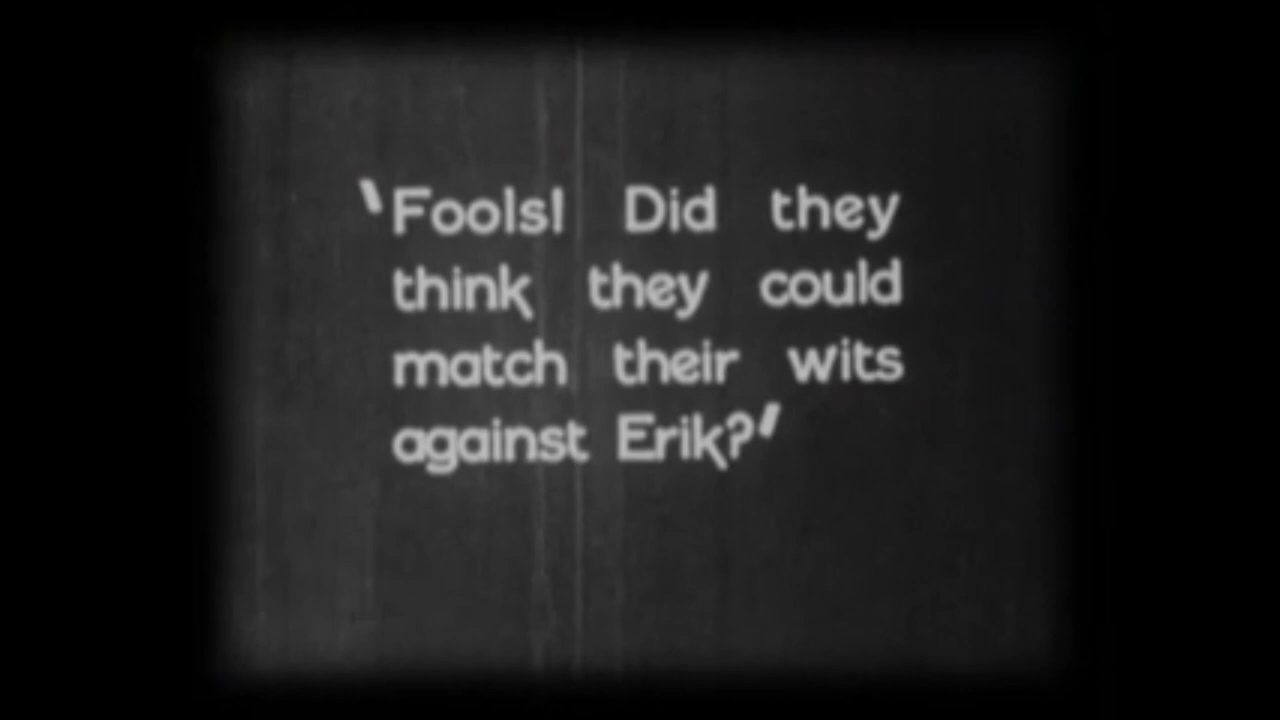 "Fools! Did they
think they could
match their wits
against Erik?"